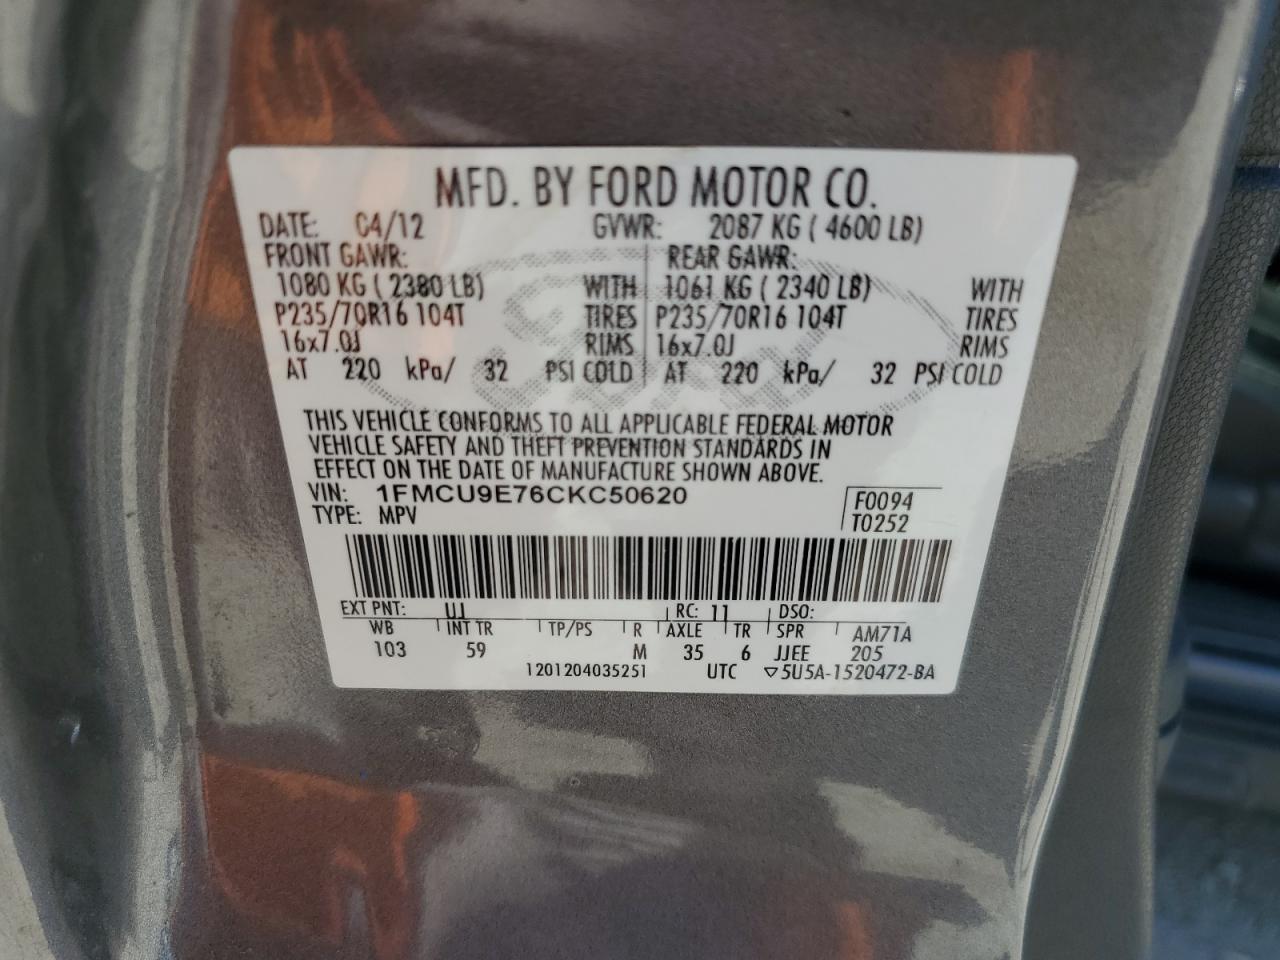 MFD. BY FORD MOTOR CO.
DATE: 04/12 GVWR: 2087 KG ( 4600 LB)
FRONT GAWR: REAR GAWR:
1080 KG ( 2380 LB) WITH 1061 KG ( 2340 LB) WITH
P235/70R16 104T TIRES P235/70R16 104T TIRES
16x7.0J RIMS 16x7.0J RIMS
AT 220 kPa/ 32 PSI COLD AT 220 kPa/ 32 PSI COLD
THIS VEHICLE CONFORMS TO ALL APPLICABLE FEDERAL MOTOR
VEHICLE SAFETY AND THEFT PREVENTION STANDARDS IN
EFFECT ON THE DATE OF MANUFACTURE SHOWN ABOVE.
VIN: 1FMCU9E76CKC50620 F0094
TYPE: MPV T0252
EXT PNT: UJ RC: 11 DSO:
WB INT TR TP/PS R AXLE TR SPR AM71A
103 59 M 35 6 JJEE 205
1201204035251 UTC ▽5U5A-1520472-BA